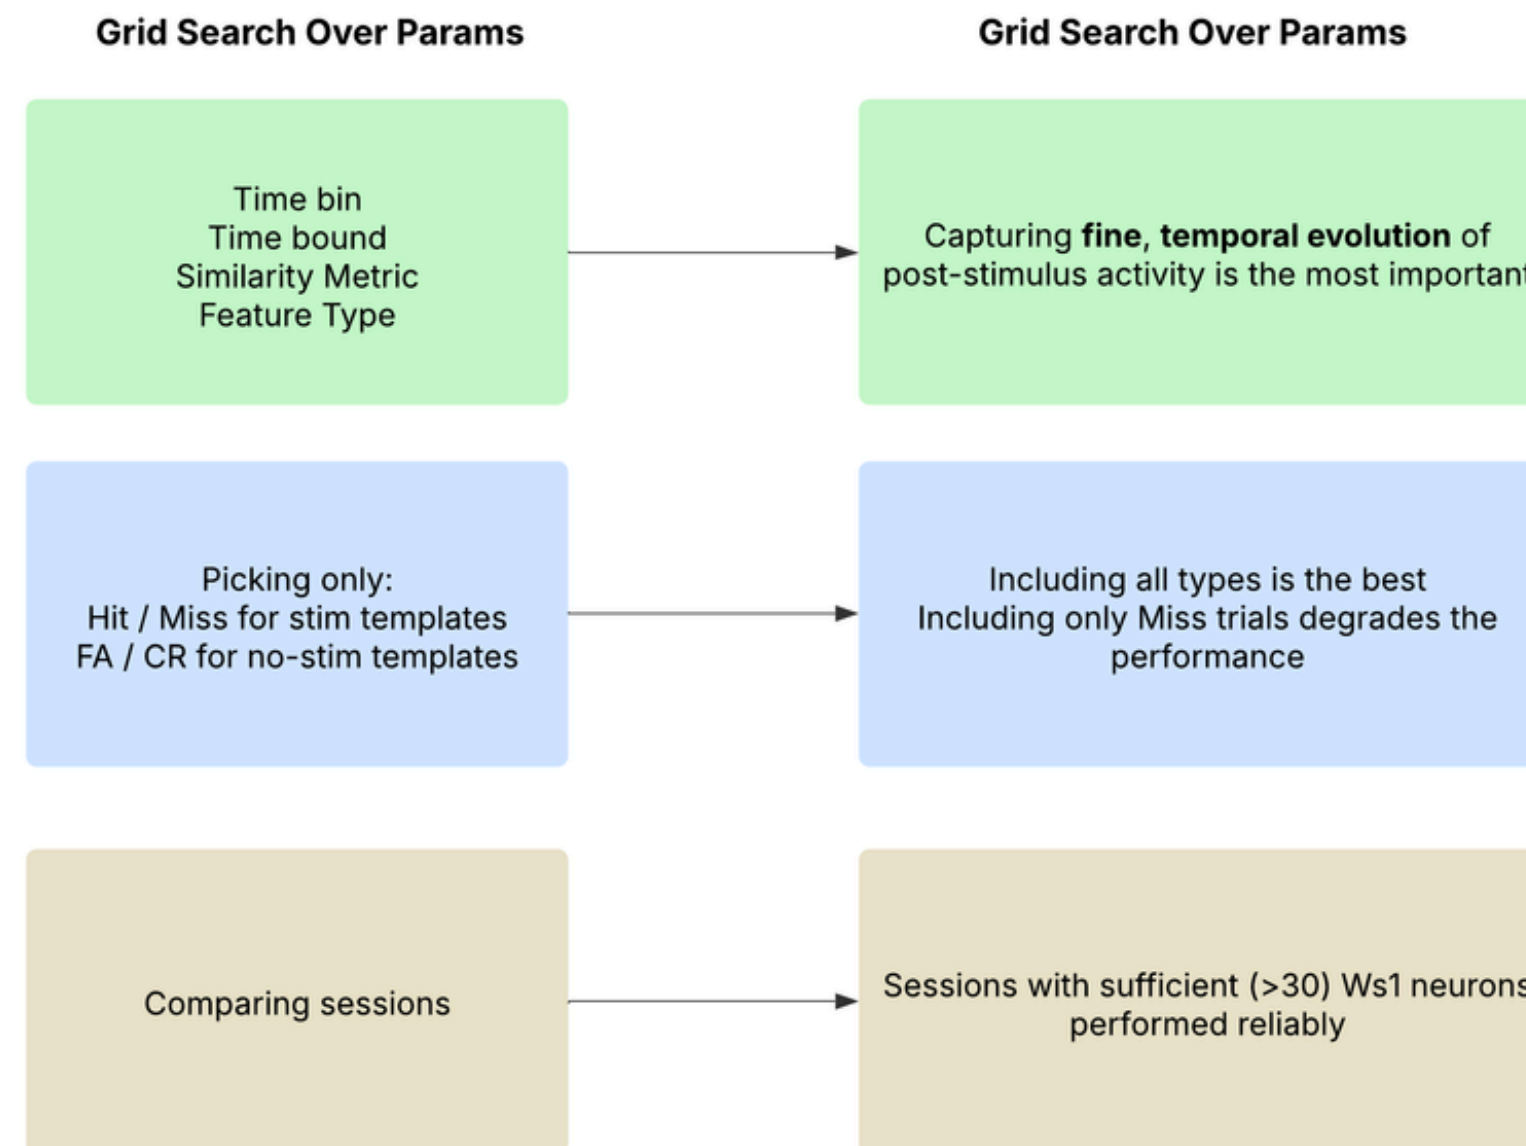 Grid Search Over Params
Grid Search Over Params
Time bin
Time bound
Similarity Metric
Feature Type
Capturing fine, temporal evolution of
post-stimulus activity is the most important
Picking only:
Hit / Miss for stim templates
FA / CR for no-stim templates
Including all types is the best
Including only Miss trials degrades the
performance
Comparing sessions
Sessions with sufficient (>30) Ws1 neurons
performed reliably